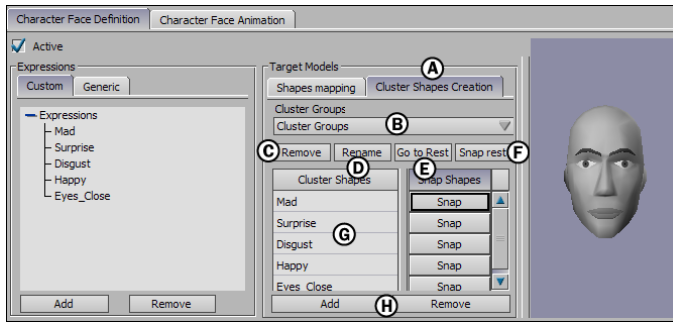 Character Face Definition Character Face Animation
Active
Expressions
Custom Generic
Expressions
Mad
Surprise
Disgust
Happy
Eyes_Close
Add Remove
Target Models
A
Shapes mapping Cluster Shapes Creation
Cluster Groups
Cluster Groups B
C Remove Rename Go to Rest Snap rest F
D E
Cluster Shapes Snap Shapes
Mad Snap
Surprise Snap
G
Disgust Snap
Happy Snap
Eyes_Close Snap
Add H Remove